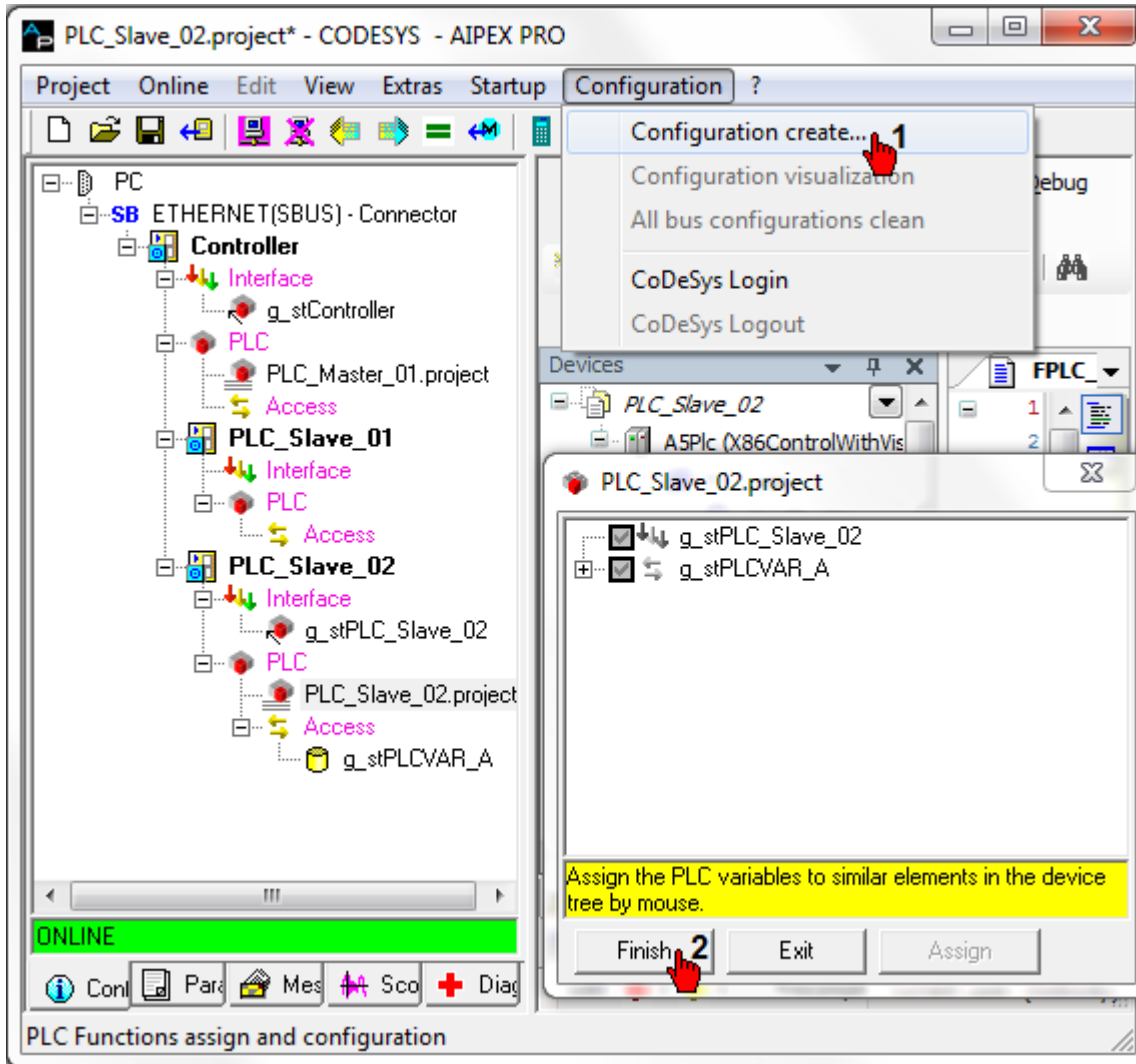 PLC_Slave_02.project* - CODESYS - AIPEX PRO
Project Online Edit View Extras Startup Configuration ?
Configuration create... 1
Configuration visualization
All bus configurations clean
CoDeSys Login
CoDeSys Logout
PC
SB ETHERNET(SBUS) - Connector
Controller
Interface
g_stController
PLC
PLC_Master_01.project
Access
PLC_Slave_01
Interface
PLC
Access
PLC_Slave_02
Interface
g_stPLC_Slave_02
PLC
PLC_Slave_02.project
Access
g_stPLCVAR_A
ONLINE
Conf Para Mes Sco Diag
PLC Functions assign and configuration
ebug
Devices
PLC_Slave_02
A5Plc (X86ControlWithVis
FPLC_
1
2
PLC_Slave_02.project
g_stPLC_Slave_02
g_stPLCVAR_A
Assign the PLC variables to similar elements in the device
tree by mouse.
Finish 2 Exit Assign